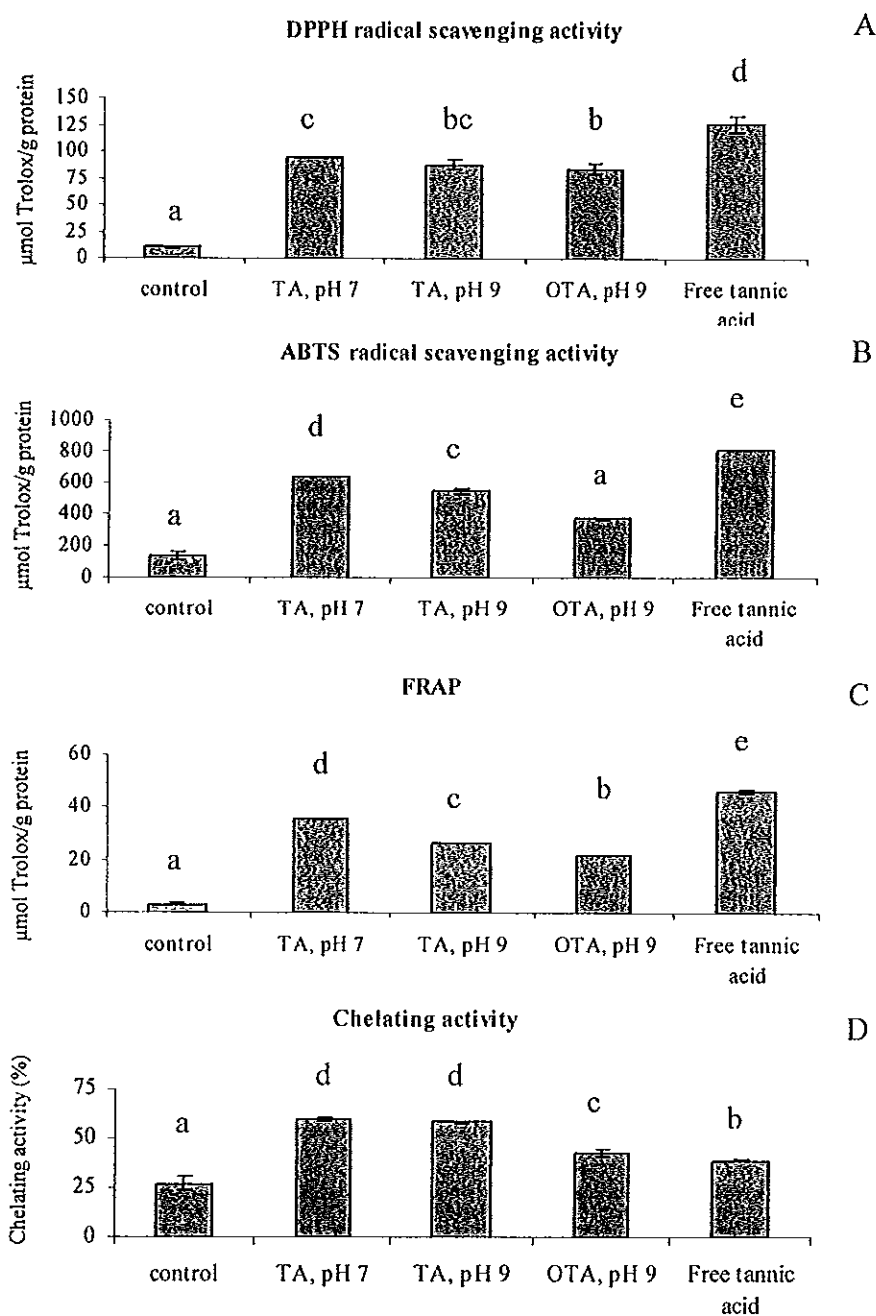 DPPH radical scavenging activity
A
µmol Trolox/g protein
150
125
100
75
50
25
0
a
c
bc
b
d
control
TA, pH 7
TA, pH 9
OTA, pH 9
Free tannic
acid
ABTS radical scavenging activity
B
µmol Trolox/g protein
1000
800
600
400
200
0
a
d
c
a
e
control
TA, pH 7
TA, pH 9
OTA, pH 9
Free tannic
acid
FRAP
C
µmol Trolox/g protein
60
40
20
0
a
d
c
b
e
control
TA, pH 7
TA, pH 9
OTA, pH 9
Free tannic
acid
Chelating activity
D
Chelating activity (%)
75
50
25
0
a
d
d
c
b
control
TA, pH 7
TA, pH 9
OTA, pH 9
Free tannic
acid